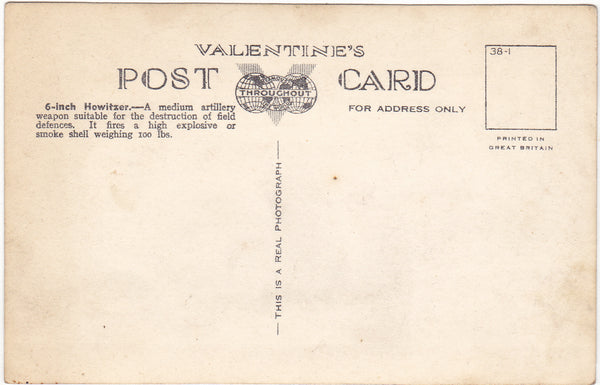 VALENTINE'S
POST CARD
THROUGHOUT
6-inch Howitzer.—A medium artillery
weapon suitable for the destruction of field
defences. It fires a high explosive or
smoke shell weighing 100 lbs.
FOR ADDRESS ONLY
38-1
PRINTED IN
GREAT BRITAIN
THIS IS A REAL PHOTOGRAPH